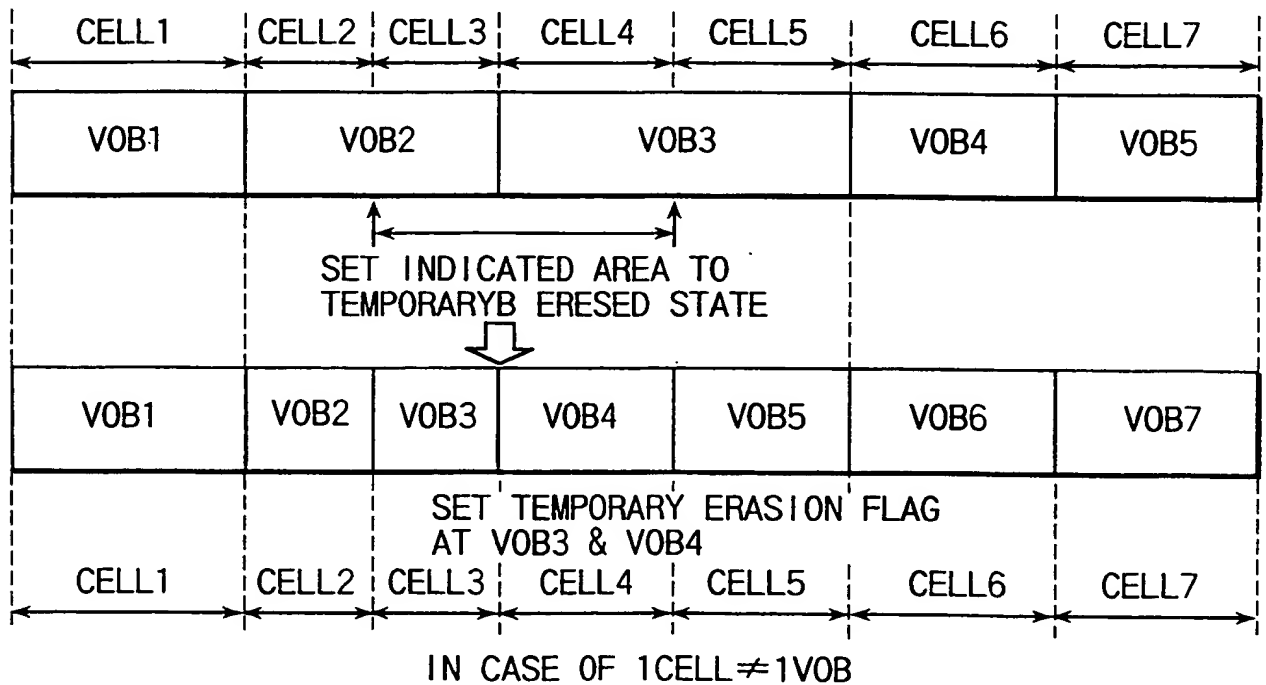 CELL1 CELL2 CELL3 CELL4 CELL5 CELL6 CELL7
VOB1 VOB2 VOB3 VOB4 VOB5
SET INDICATED AREA TO
TEMPORARYB ERESED STATE
VOB1 VOB2 VOB3 VOB4 VOB5 VOB6 VOB7
SET TEMPORARY ERASION FLAG
AT VOB3 & VOB4
CELL1 CELL2 CELL3 CELL4 CELL5 CELL6 CELL7
IN CASE OF 1CELL≠1VOB